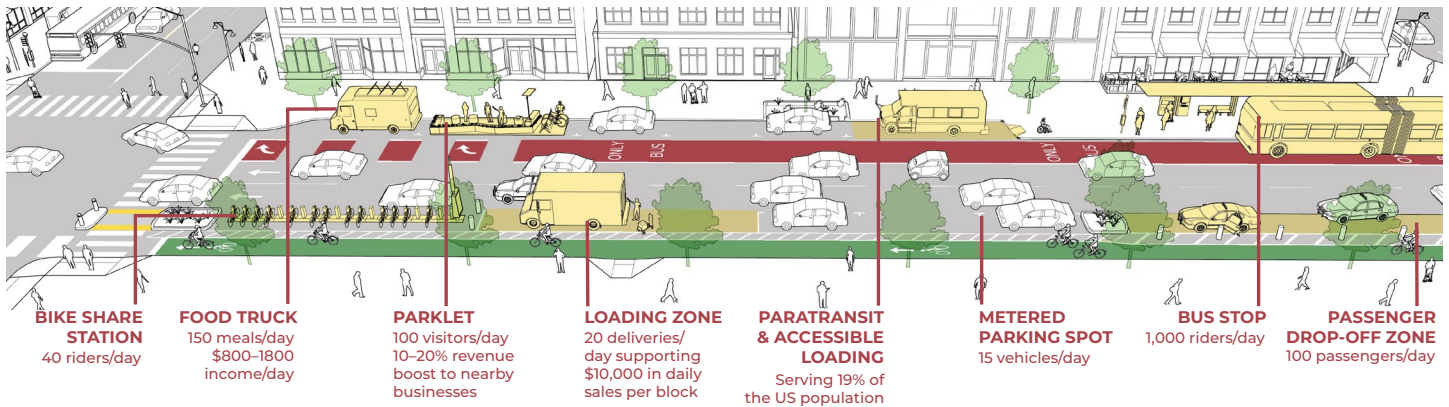 ONLY
BUS
ONLY
BUS
ONLY
BIKE SHARE
STATION
40 riders/day
FOOD TRUCK
150 meals/day
$800–1800
income/day
PARKLET
100 visitors/day
10–20% revenue
boost to nearby
businesses
LOADING ZONE
20 deliveries/
day supporting
$10,000 in daily
sales per block
PARATRANSIT
& ACCESSIBLE
LOADING
Serving 19% of
the US population
METERED
PARKING SPOT
15 vehicles/day
BUS STOP
1,000 riders/day
PASSENGER
DROP-OFF ZONE
100 passengers/day